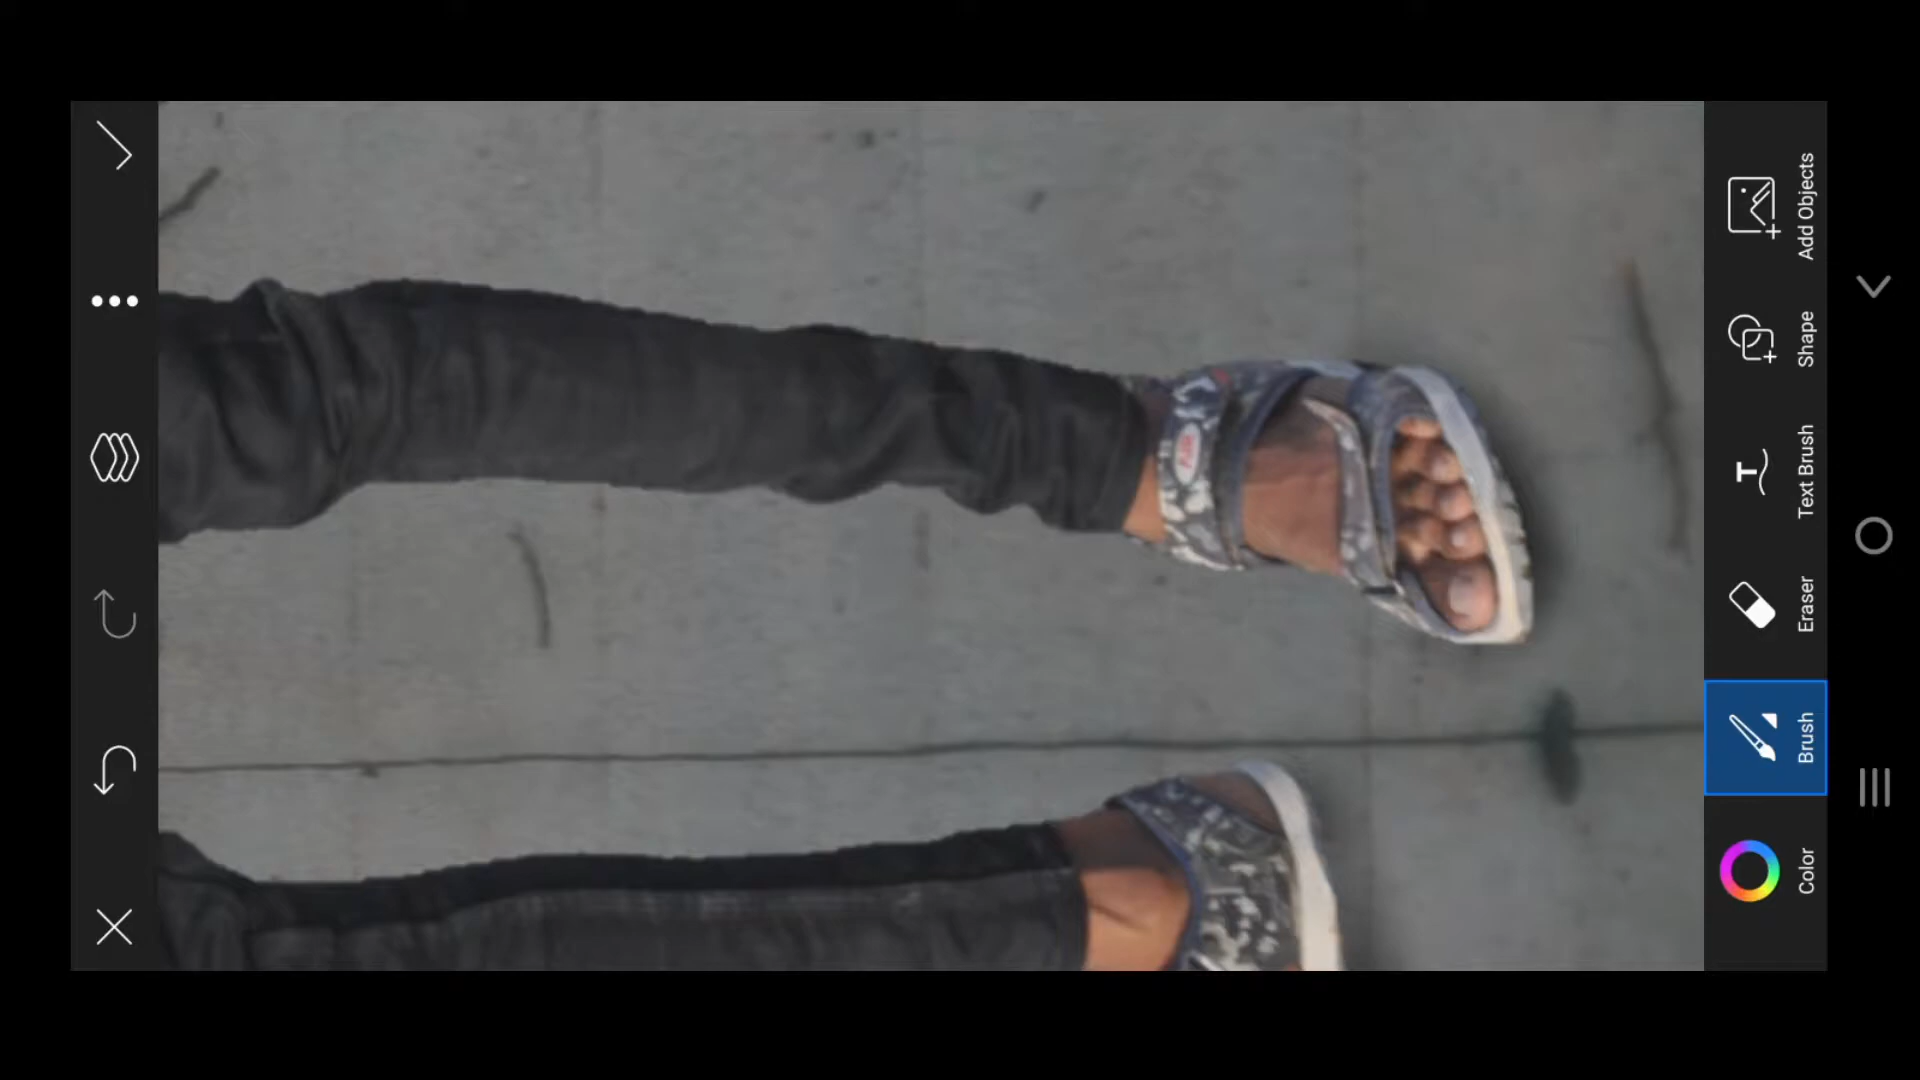 Add Objects
Shape
Text Brush
Eraser
Brush
Color